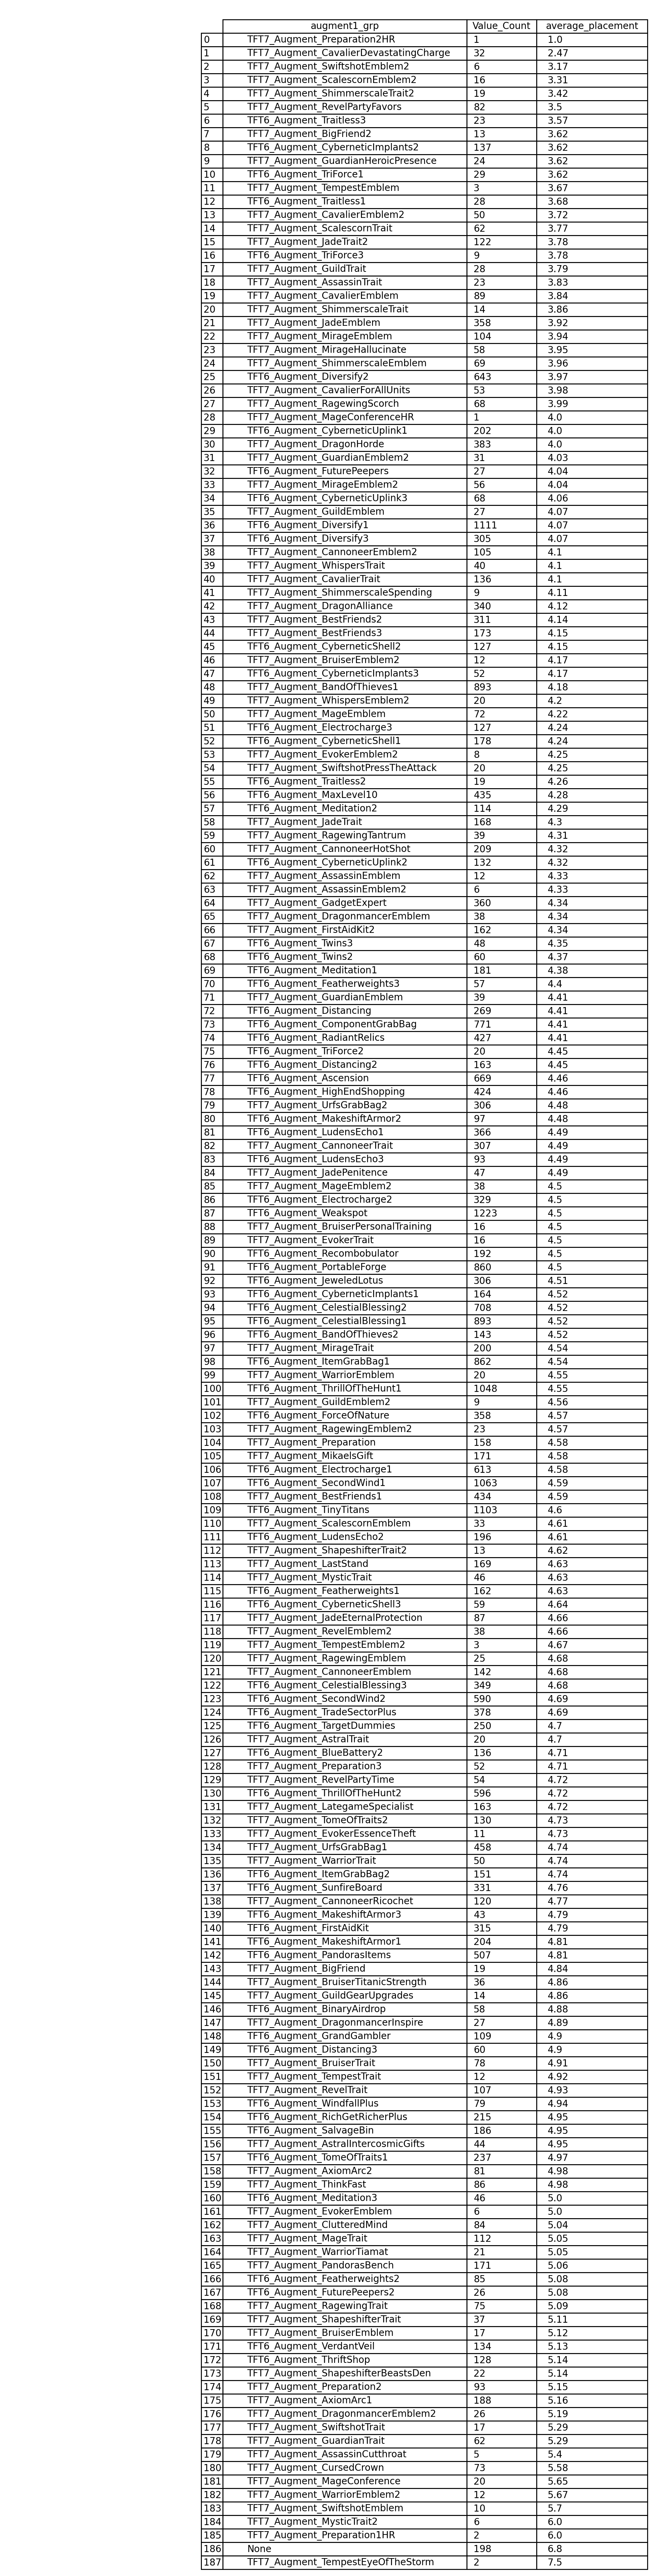 augment1_grp Value_Count average_placement
0 TFT7_Augment_Preparation2HR 1 1.0
1 TFT7_Augment_CavalierDevastatingCharge 32 2.47
2 TFT7_Augment_SwiftshotEmblem2 6 3.17
3 TFT7_Augment_ScalescornEmblem2 16 3.31
4 TFT7_Augment_ShimmerscaleTrait2 19 3.42
5 TFT7_Augment_RevelPartyFavors 82 3.5
6 TFT6_Augment_Traitless3 23 3.57
7 TFT7_Augment_BigFriend2 13 3.62
8 TFT6_Augment_CyberneticImplants2 137 3.62
9 TFT7_Augment_GuardianHeroicPresence 24 3.62
10 TFT6_Augment_TriForce1 29 3.62
11 TFT7_Augment_TempestEmblem 3 3.67
12 TFT6_Augment_Traitless1 28 3.68
13 TFT7_Augment_CavalierEmblem2 50 3.72
14 TFT7_Augment_ScalescornTrait 62 3.77
15 TFT7_Augment_JadeTrait2 122 3.78
16 TFT6_Augment_TriForce3 9 3.78
17 TFT7_Augment_GuildTrait 28 3.79
18 TFT7_Augment_AssassinTrait 23 3.83
19 TFT7_Augment_CavalierEmblem 89 3.84
20 TFT7_Augment_ShimmerscaleTrait 14 3.86
21 TFT7_Augment_JadeEmblem 358 3.92
22 TFT7_Augment_MirageEmblem 104 3.94
23 TFT7_Augment_MirageHallucinate 58 3.95
24 TFT7_Augment_ShimmerscaleEmblem 69 3.96
25 TFT6_Augment_Diversify2 643 3.97
26 TFT7_Augment_CavalierForAllUnits 53 3.98
27 TFT7_Augment_RagewingScorch 68 3.99
28 TFT7_Augment_MageConferenceHR 1 4.0
29 TFT6_Augment_CyberneticUplink1 202 4.0
30 TFT7_Augment_DragonHorde 383 4.0
31 TFT7_Augment_GuardianEmblem2 31 4.03
32 TFT6_Augment_FuturePeepers 27 4.04
33 TFT7_Augment_MirageEmblem2 56 4.04
34 TFT6_Augment_CyberneticUplink3 68 4.06
35 TFT7_Augment_GuildEmblem 27 4.07
36 TFT6_Augment_Diversify1 1111 4.07
37 TFT6_Augment_Diversify3 305 4.07
38 TFT7_Augment_CannoneerEmblem2 105 4.1
39 TFT7_Augment_WhispersTrait 40 4.1
40 TFT7_Augment_CavalierTrait 136 4.1
41 TFT7_Augment_ShimmerscaleSpending 9 4.11
42 TFT7_Augment_DragonAlliance 340 4.12
43 TFT7_Augment_BestFriends2 311 4.14
44 TFT7_Augment_BestFriends3 173 4.15
45 TFT6_Augment_CyberneticShell2 127 4.15
46 TFT7_Augment_BruiserEmblem2 12 4.17
47 TFT6_Augment_CyberneticImplants3 52 4.17
48 TFT7_Augment_BandOfThieves1 893 4.18
49 TFT7_Augment_WhispersEmblem2 20 4.2
50 TFT7_Augment_MageEmblem 72 4.22
51 TFT6_Augment_Electrocharge3 127 4.24
52 TFT6_Augment_CyberneticShell1 178 4.24
53 TFT7_Augment_EvokerEmblem2 8 4.25
54 TFT7_Augment_SwiftshotPressTheAttack 20 4.25
55 TFT6_Augment_Traitless2 19 4.26
56 TFT6_Augment_MaxLevel10 435 4.28
57 TFT6_Augment_Meditation2 114 4.29
58 TFT7_Augment_JadeTrait 168 4.3
59 TFT7_Augment_RagewingTantrum 39 4.31
60 TFT7_Augment_CannoneerHotShot 209 4.32
61 TFT6_Augment_CyberneticUplink2 132 4.32
62 TFT7_Augment_AssassinEmblem 12 4.33
63 TFT7_Augment_AssassinEmblem2 6 4.33
64 TFT7_Augment_GadgetExpert 360 4.34
65 TFT7_Augment_DragonmancerEmblem 38 4.34
66 TFT7_Augment_FirstAidKit2 162 4.34
67 TFT6_Augment_Twins3 48 4.35
68 TFT6_Augment_Twins2 60 4.37
69 TFT6_Augment_Meditation1 181 4.38
70 TFT6_Augment_Featherweights3 57 4.4
71 TFT7_Augment_GuardianEmblem 39 4.41
72 TFT6_Augment_Distancing 269 4.41
73 TFT6_Augment_ComponentGrabBag 771 4.41
74 TFT6_Augment_RadiantRelics 427 4.41
75 TFT6_Augment_TriForce2 20 4.45
76 TFT6_Augment_Distancing2 163 4.45
77 TFT6_Augment_Ascension 669 4.46
78 TFT6_Augment_HighEndShopping 424 4.46
79 TFT7_Augment_UrfsGrabBag2 306 4.48
80 TFT6_Augment_MakeshiftArmor2 97 4.48
81 TFT6_Augment_LudensEcho1 366 4.49
82 TFT7_Augment_CannoneerTrait 307 4.49
83 TFT6_Augment_LudensEcho3 93 4.49
84 TFT7_Augment_JadePenitence 47 4.49
85 TFT7_Augment_MageEmblem2 38 4.5
86 TFT6_Augment_Electrocharge2 329 4.5
87 TFT6_Augment_Weakspot 1223 4.5
88 TFT7_Augment_BruiserPersonalTraining 16 4.5
89 TFT7_Augment_EvokerTrait 16 4.5
90 TFT6_Augment_Recombobulator 192 4.5
91 TFT6_Augment_PortableForge 860 4.5
92 TFT6_Augment_JeweledLotus 306 4.51
93 TFT6_Augment_CyberneticImplants1 164 4.52
94 TFT6_Augment_CelestialBlessing2 708 4.52
95 TFT6_Augment_CelestialBlessing1 893 4.52
96 TFT6_Augment_BandOfThieves2 143 4.52
97 TFT7_Augment_MirageTrait 200 4.54
98 TFT6_Augment_ItemGrabBag1 862 4.54
99 TFT7_Augment_WarriorEmblem 20 4.55
100 TFT6_Augment_ThrillOfTheHunt1 1048 4.55
101 TFT7_Augment_GuildEmblem2 9 4.56
102 TFT6_Augment_ForceOfNature 358 4.57
103 TFT7_Augment_RagewingEmblem2 23 4.57
104 TFT7_Augment_Preparation 158 4.58
105 TFT7_Augment_MikaelsGift 171 4.58
106 TFT6_Augment_Electrocharge1 613 4.58
107 TFT6_Augment_SecondWind1 1063 4.59
108 TFT7_Augment_BestFriends1 434 4.59
109 TFT6_Augment_TinyTitans 1103 4.6
110 TFT7_Augment_ScalescornEmblem 33 4.61
111 TFT6_Augment_LudensEcho2 196 4.61
112 TFT7_Augment_ShapeshifterTrait2 13 4.62
113 TFT7_Augment_LastStand 169 4.63
114 TFT7_Augment_MysticTrait 46 4.63
115 TFT6_Augment_Featherweights1 162 4.63
116 TFT6_Augment_CyberneticShell3 59 4.64
117 TFT7_Augment_JadeEternalProtection 87 4.66
118 TFT7_Augment_RevelEmblem2 38 4.66
119 TFT7_Augment_TempestEmblem2 3 4.67
120 TFT7_Augment_RagewingEmblem 25 4.68
121 TFT7_Augment_CannoneerEmblem 142 4.68
122 TFT6_Augment_CelestialBlessing3 349 4.68
123 TFT6_Augment_SecondWind2 590 4.69
124 TFT6_Augment_TradeSectorPlus 378 4.69
125 TFT6_Augment_TargetDummies 250 4.7
126 TFT7_Augment_AstralTrait 20 4.7
127 TFT6_Augment_BlueBattery2 136 4.71
128 TFT7_Augment_Preparation3 52 4.71
129 TFT7_Augment_RevelPartyTime 54 4.72
130 TFT6_Augment_ThrillOfTheHunt2 596 4.72
131 TFT7_Augment_LategameSpecialist 163 4.72
132 TFT7_Augment_TomeOfTraits2 130 4.73
133 TFT7_Augment_EvokerEssenceTheft 11 4.73
134 TFT7_Augment_UrfsGrabBag1 458 4.74
135 TFT7_Augment_WarriorTrait 50 4.74
136 TFT6_Augment_ItemGrabBag2 151 4.74
137 TFT6_Augment_SunfireBoard 331 4.76
138 TFT7_Augment_CannoneerRicochet 120 4.77
139 TFT6_Augment_MakeshiftArmor3 43 4.79
140 TFT6_Augment_FirstAidKit 315 4.79
141 TFT6_Augment_MakeshiftArmor1 204 4.81
142 TFT6_Augment_PandorasItems 507 4.81
143 TFT7_Augment_BigFriend 19 4.84
144 TFT7_Augment_BruiserTitanicStrength 36 4.86
145 TFT7_Augment_GuildGearUpgrades 14 4.86
146 TFT6_Augment_BinaryAirdrop 58 4.88
147 TFT7_Augment_DragonmancerInspire 27 4.89
148 TFT6_Augment_GrandGambler 109 4.9
149 TFT6_Augment_Distancing3 60 4.9
150 TFT7_Augment_BruiserTrait 78 4.91
151 TFT7_Augment_TempestTrait 12 4.92
152 TFT7_Augment_RevelTrait 107 4.93
153 TFT6_Augment_WindfallPlus 79 4.94
154 TFT6_Augment_RichGetRicherPlus 215 4.95
155 TFT6_Augment_SalvageBin 186 4.95
156 TFT7_Augment_AstralIntercosmicGifts 44 4.95
157 TFT6_Augment_TomeOfTraits1 237 4.97
158 TFT7_Augment_AxiomArc2 81 4.98
159 TFT7_Augment_ThinkFast 86 4.98
160 TFT6_Augment_Meditation3 46 5.0
161 TFT7_Augment_EvokerEmblem 6 5.0
162 TFT7_Augment_ClutteredMind 84 5.04
163 TFT7_Augment_MageTrait 112 5.05
164 TFT7_Augment_WarriorTiamat 21 5.05
165 TFT7_Augment_PandorasBench 171 5.06
166 TFT6_Augment_Featherweights2 85 5.08
167 TFT6_Augment_FuturePeepers2 26 5.08
168 TFT7_Augment_RagewingTrait 75 5.09
169 TFT7_Augment_ShapeshifterTrait 37 5.11
170 TFT7_Augment_BruiserEmblem 17 5.12
171 TFT6_Augment_VerdantVeil 134 5.13
172 TFT6_Augment_ThriftShop 128 5.14
173 TFT7_Augment_ShapeshifterBeastsDen 22 5.14
174 TFT7_Augment_Preparation2 93 5.15
175 TFT7_Augment_AxiomArc1 188 5.16
176 TFT7_Augment_DragonmancerEmblem2 26 5.19
177 TFT7_Augment_SwiftshotTrait 17 5.29
178 TFT7_Augment_GuardianTrait 62 5.29
179 TFT7_Augment_AssassinCutthroat 5 5.4
180 TFT7_Augment_CursedCrown 73 5.58
181 TFT7_Augment_MageConference 20 5.65
182 TFT7_Augment_WarriorEmblem2 12 5.67
183 TFT7_Augment_SwiftshotEmblem 10 5.7
184 TFT7_Augment_MysticTrait2 6 6.0
185 TFT7_Augment_Preparation1HR 2 6.0
186 None 198 6.8
187 TFT7_Augment_TempestEyeOfTheStorm 2 7.5